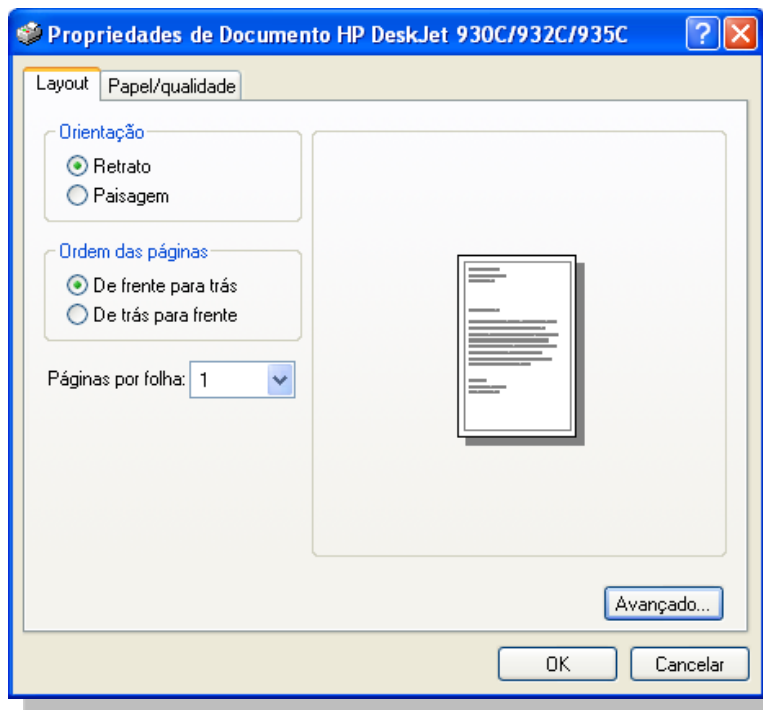 Propriedades de Documento HP DeskJet 930C/932C/935C
Layout
Papel/qualidade
Orientação
Retrato
Paisagem
Ordem das páginas
De frente para trás
De trás para frente
Páginas por folha: 1
Avançado...
OK
Cancelar